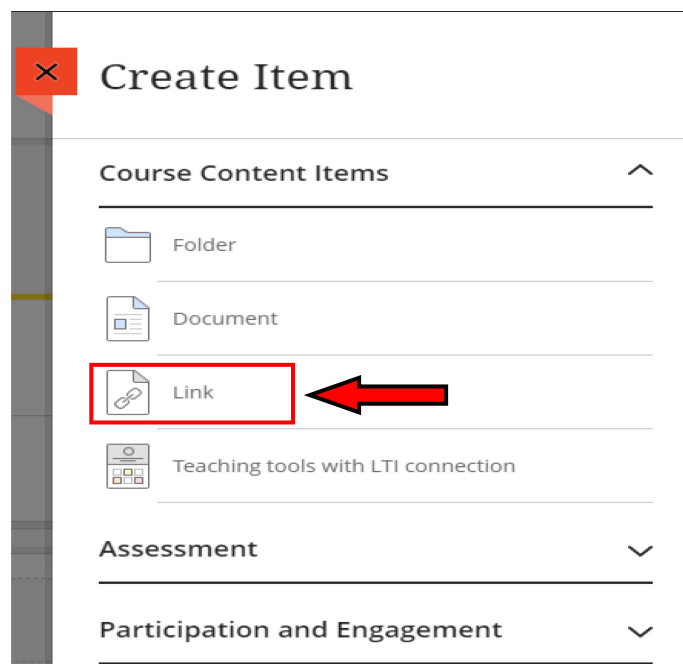 Create Item
Course Content Items
Folder
Document
Link
Teaching tools with LTI connection
Assessment
Participation and Engagement